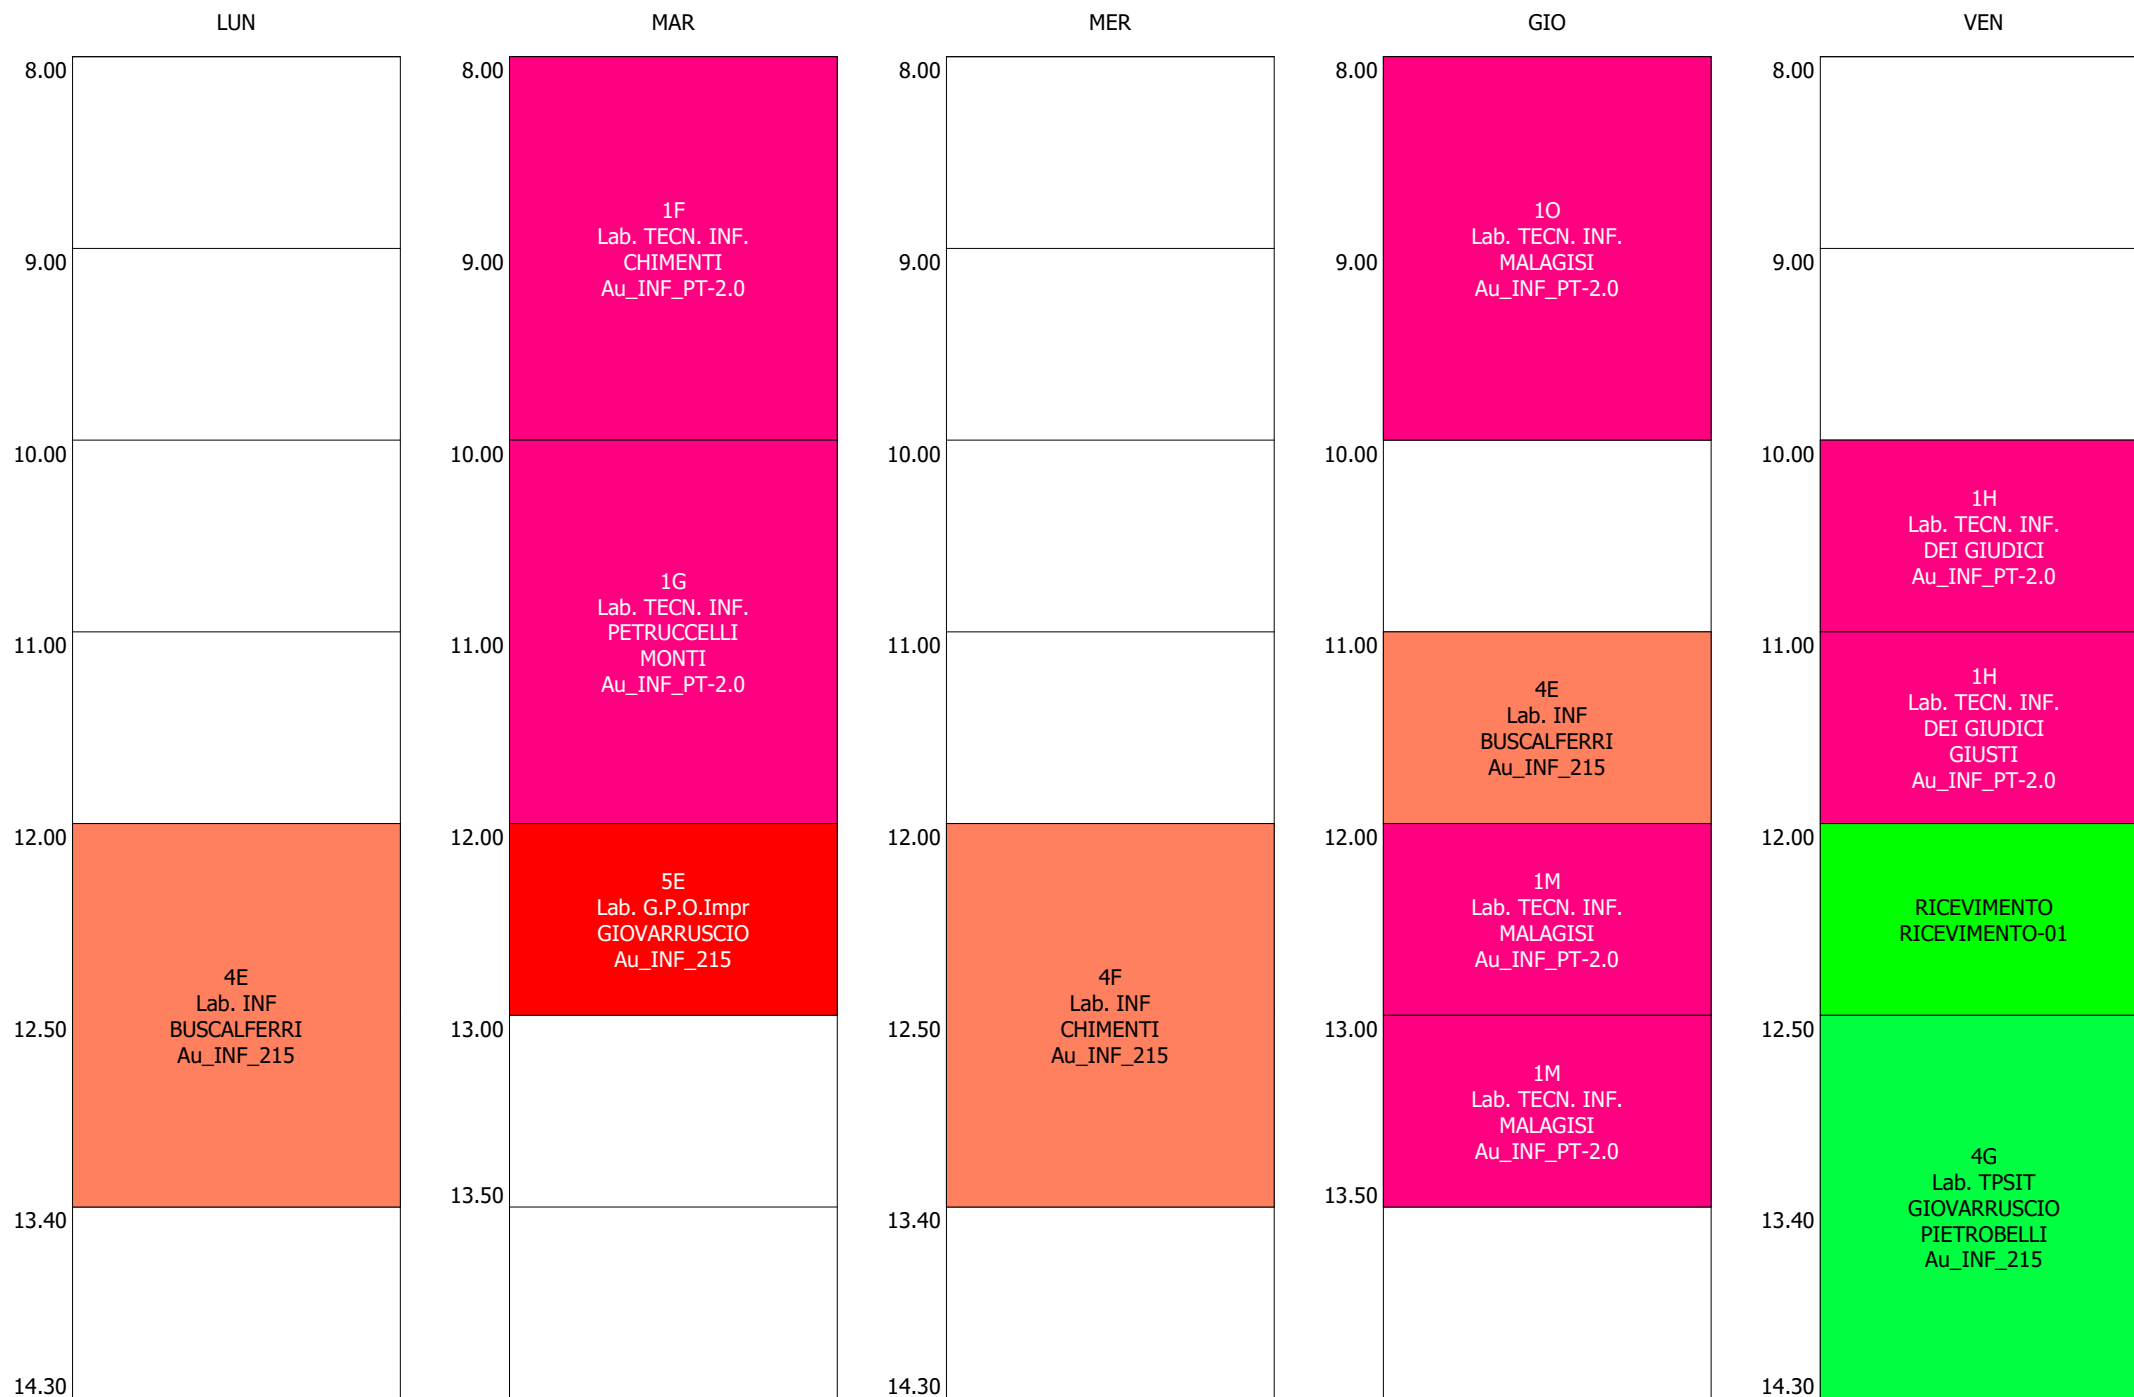 LUN
8.00
9.00
10.00
11.00
12.00
4E
Lab. INF
BUSCALFERRI
Au_INF_215
12.50
13.40
14.30
MAR
8.00
1F
Lab. TECN. INF.
CHIMENTI
Au_INF_PT-2.0
9.00
10.00
1G
Lab. TECN. INF.
PETRUCCELLI
MONTI
Au_INF_PT-2.0
11.00
12.00
5E
Lab. G.P.O.Impr
GIOVARRUSCIO
Au_INF_215
13.00
13.50
MER
8.00
9.00
10.00
11.00
12.00
4F
Lab. INF
CHIMENTI
Au_INF_215
12.50
13.40
14.30
GIO
8.00
1O
Lab. TECN. INF.
MALAGISI
Au_INF_PT-2.0
9.00
10.00
11.00
4E
Lab. INF
BUSCALFERRI
Au_INF_215
12.00
1M
Lab. TECN. INF.
MALAGISI
Au_INF_PT-2.0
13.00
1M
Lab. TECN. INF.
MALAGISI
Au_INF_PT-2.0
13.50
VEN
8.00
9.00
10.00
1H
Lab. TECN. INF.
DEI GIUDICI
Au_INF_PT-2.0
11.00
1H
Lab. TECN. INF.
DEI GIUDICI
GIUSTI
Au_INF_PT-2.0
12.00
RICEVIMENTO
RICEVIMENTO-01
12.50
4G
Lab. TPSIT
GIOVARRUSCIO
PIETROBELLI
Au_INF_215
13.40
14.30